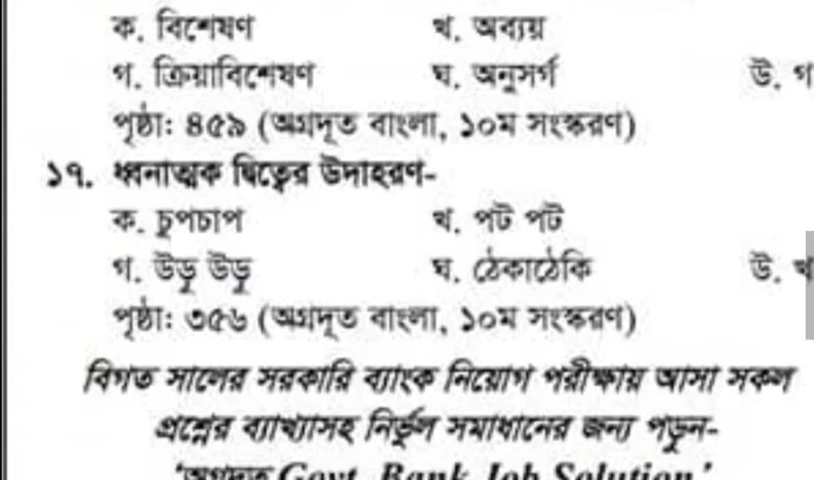 ক. বিশেষণ খ. অব্যয়
গ. ক্রিয়াবিশেষণ ঘ. অনুসর্গ উ. গ
পৃষ্ঠা: ৪৫৯ (অগ্রদূত বাংলা, ১০ম সংস্করণ)
১৭. ধ্বনাত্মক দ্বিত্বের উদাহরণ-
ক. চুপচাপ খ. পট পট
গ. উড়ু উড়ু ঘ. ঠেকাঠেকি উ. খ
পৃষ্ঠা: ৩৫৬ (অগ্রদূত বাংলা, ১০ম সংস্করণ)
বিগত সালের সরকারি ব্যাংক নিয়োগ পরীক্ষায় আসা সকল
প্রশ্নের ব্যাখ্যাসহ নির্ভুল সমাধানের জন্য পড়ুন-
‘অগ্রদূত Govt. Bank Job Solution’